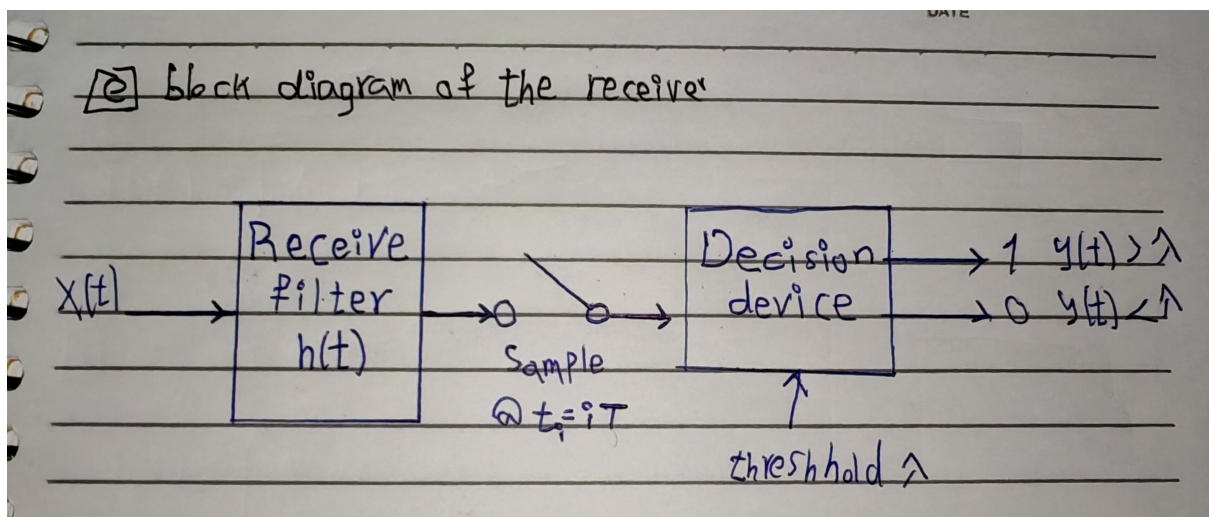 DATE
e block diagram of the receiver
X(t)
Receive
filter
h(t)
Sample
@ tᵢ=iT
Decision
device
1 y(t)>λ
0 y(t)<λ
threshhold λ